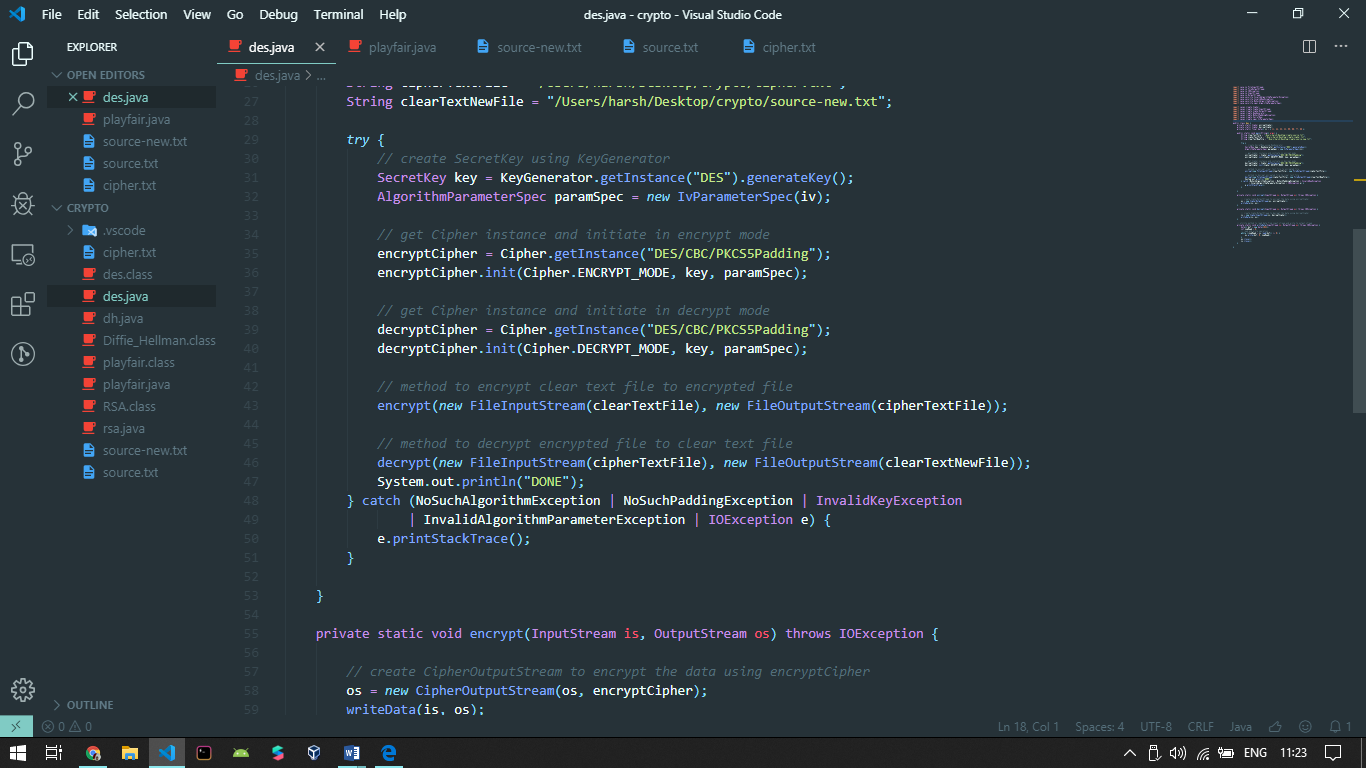 File Edit Selection View Go Debug Terminal Help
des.java - crypto - Visual Studio Code
EXPLORER
OPEN EDITORS
des.java
playfair.java
source-new.txt
source.txt
cipher.txt
CRYPTO
.vscode
cipher.txt
des.class
des.java
dh.java
Diffie_Hellman.class
playfair.class
playfair.java
RSA.class
rsa.java
source-new.txt
source.txt
OUTLINE
des.java playfair.java source-new.txt source.txt cipher.txt
des.java > ...
27 String clearTextNewFile = "/Users/harsh/Desktop/crypto/source-new.txt";
28
29 try {
30 // create SecretKey using KeyGenerator
31 SecretKey key = KeyGenerator.getInstance("DES").generateKey();
32 AlgorithmParameterSpec paramSpec = new IvParameterSpec(iv);
33
34 // get Cipher instance and initiate in encrypt mode
35 encryptCipher = Cipher.getInstance("DES/CBC/PKCS5Padding");
36 encryptCipher.init(Cipher.ENCRYPT_MODE, key, paramSpec);
37
38 // get Cipher instance and initiate in decrypt mode
39 decryptCipher = Cipher.getInstance("DES/CBC/PKCS5Padding");
40 decryptCipher.init(Cipher.DECRYPT_MODE, key, paramSpec);
41
42 // method to encrypt clear text file to encrypted file
43 encrypt(new FileInputStream(clearTextFile), new FileOutputStream(cipherTextFile));
44
45 // method to decrypt encrypted file to clear text file
46 decrypt(new FileInputStream(cipherTextFile), new FileOutputStream(clearTextNewFile));
47 System.out.println("DONE");
48 } catch (NoSuchAlgorithmException | NoSuchPaddingException | InvalidKeyException
49 | InvalidAlgorithmParameterException | IOException e) {
50 e.printStackTrace();
51 }
52
53 }
54
55 private static void encrypt(InputStream is, OutputStream os) throws IOException {
56
57 // create CipherOutputStream to encrypt the data using encryptCipher
58 os = new CipherOutputStream(os, encryptCipher);
59 writeData(is, os);
0 0 Ln 18, Col 1 Spaces: 4 UTF-8 CRLF Java 1
ENG 11:23